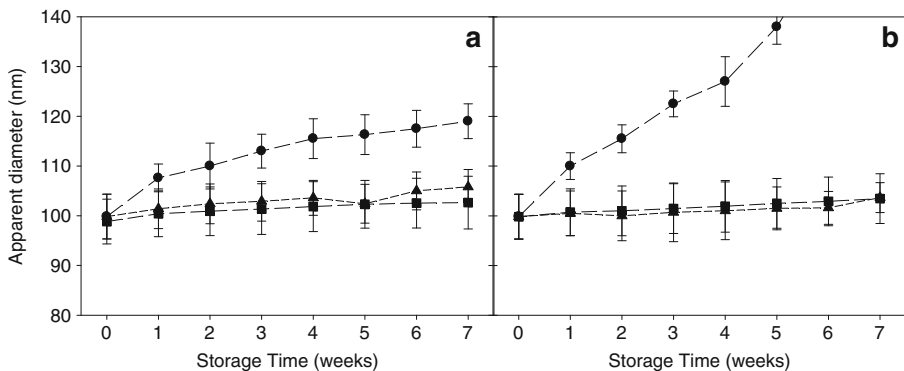 140
130
120
110
100
90
80
Apparent diameter (nm)
a
b
0 1 2 3 4 5 6 7
0 1 2 3 4 5 6 7
Storage Time (weeks)
Storage Time (weeks)